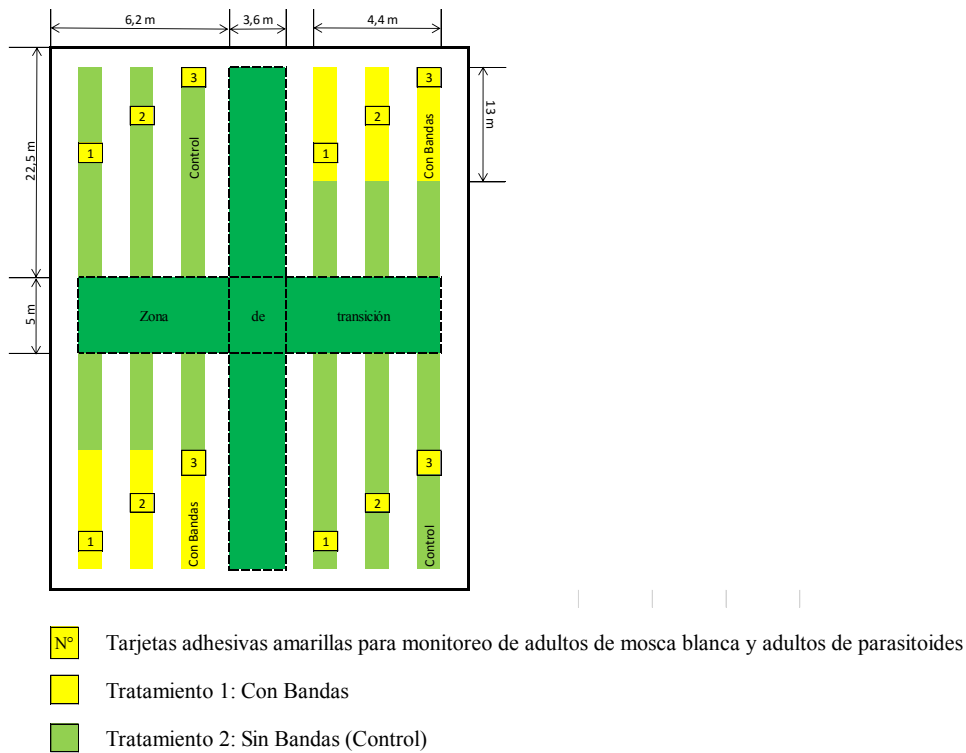 6,2 m 3,6 m 4,4 m
22,5 m
13 m
3 3
2 2
1 1
Control
Con Bandas
5 m
Zona de transición
3 3
2 2
1 1
Con Bandas
Control
N° Tarjetas adhesivas amarillas para monitoreo de adultos de mosca blanca y adultos de parasitoides
Tratamiento 1: Con Bandas
Tratamiento 2: Sin Bandas (Control)